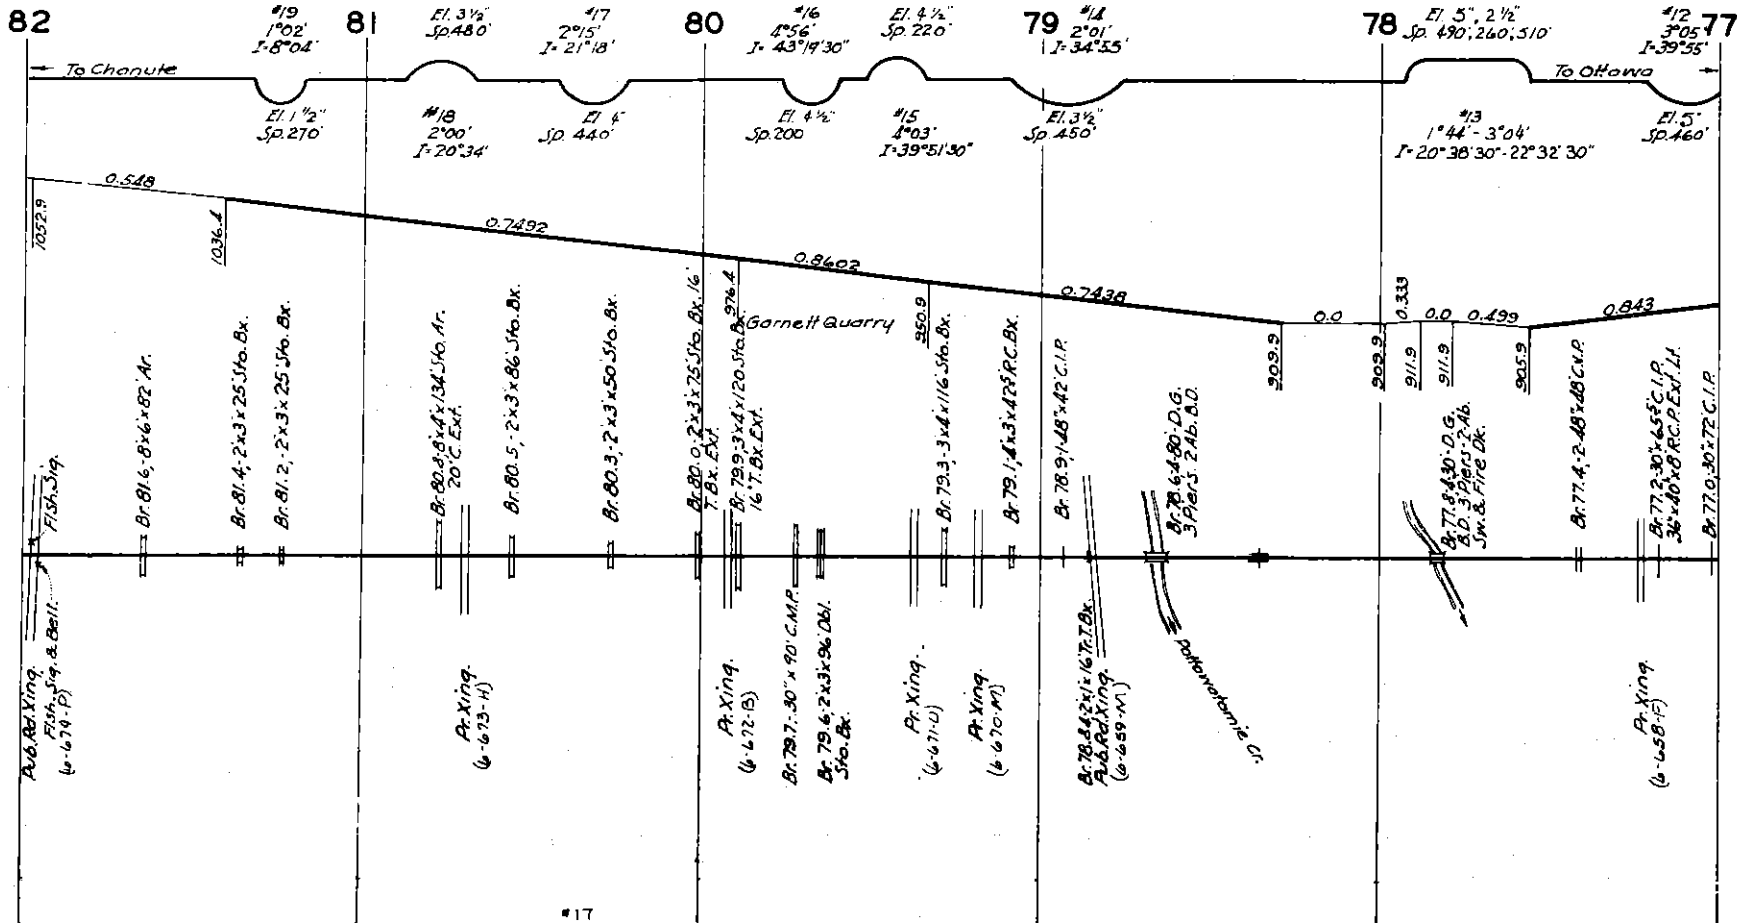 82
81
80
79
78
77
#19
1°02'
I=8°04'
El. 3½"
Sp. 480'
#17
2°15'
I=21°18'
#16
4°56'
I=43°19'30"
El. 4½"
Sp. 220'
#14
2°01'
I=34°55'
El. 5", 2½"
Sp. 490', 260', 510'
#12
3°05'
I=39°55'
To Chanute
To Ottawa
El. 1½"
Sp. 270'
#18
2°00'
I=20°34'
El. 4"
Sp. 440'
El. 4½"
Sp. 200'
#15
4°03'
I=39°51'30"
El. 3½"
Sp. 450'
#13
1°44'-3°04'
I=20°38'30"-22°32'30"
El. 5"
Sp. 460'
0.548
0.7492
0.8602
0.7438
0.0
0.333
0.0
0.499
0.843
1052.9
1036.4
976.4
950.9
909.9
909.9
911.9
911.9
905.9
Garnett Quarry
Fish. Sig.
Br. 81.6,-8'x6'x82' Ar.
Br. 81.4,-2'x3'x25' Sto. Bx.
Br. 81.2,-2'x3'x25' Sto. Bx.
Br. 80.8-8'x4'x134' Sto. Ar.
20' C. Ext.
Br. 80.5,-2'x3'x86' Sto. Bx.
Br. 80.3,-2'x3'x50' Sto. Bx.
Br. 80.0,-2'x3'x75' Sto. Bx. 16'
T. Bx. Ext.
Br. 79.9,-3'x4'x120' Sto. Bx.
16' T. Bx. Ext.
Br. 79.3,-3'x4'x116' Sto. Bx.
Br. 79.1,-4'x3'x42⁵' R.C. Bx.
Br. 78.9,-48"x42' C.I.P.
Br. 78.6-4-80'-D.G.
3 Piers. 2 Ab. B.D.
Br. 77.8-4-30'-D.G.
B.D. 3 Piers-2 Ab.
Sw. & Fire Dk.
Br. 77.4,-2-48"x48' C.I.P.
Br. 77.2,-30"x65⁵' C.I.P.
36"x40"x8' R.C.P. Ext. Lt.
Br. 77.0,-30"x72' C.I.P.
Pub. Rd. Xing.
Fish. Sig. & Bell.
(6-674-P)
Pr. Xing.
(6-673-H)
Pr. Xing.
(6-672-B)
Br. 79.7,-30"x90' C.M.P.
Br. 79.6,-2'x3'x96' Dbl.
Sto. Bx.
Pr. Xing.
(6-671-U)
Pr. Xing.
(6-670-M)
Br. 78.8A-2'x1'x16' Tr. T. Bx.
Pub. Rd. Xing.
(6-659-M)
Pottowatomie Cr.
Pr. Xing.
(6-658-F)
#17